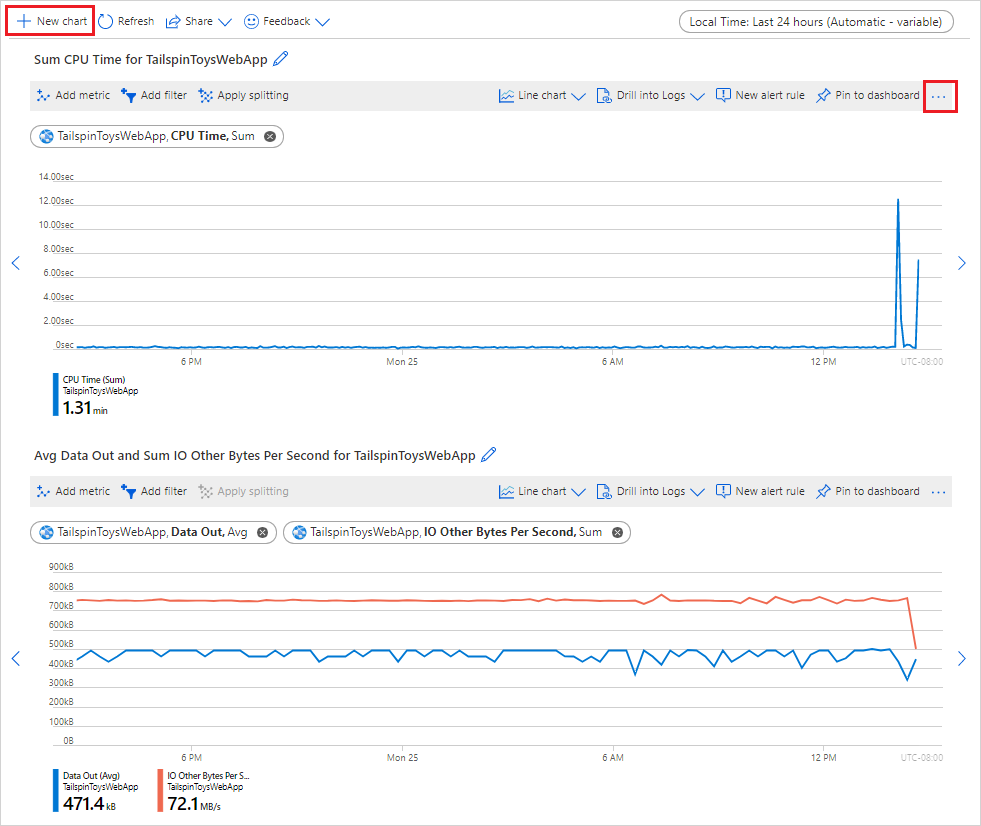 New chart Refresh Share Feedback Local Time: Last 24 hours (Automatic - variable)
Sum CPU Time for TailspinToysWebApp
Add metric Add filter Apply splitting Line chart Drill into Logs New alert rule Pin to dashboard ...
TailspinToysWebApp, CPU Time, Sum
14.00sec
12.00sec
10.00sec
8.00sec
6.00sec
4.00sec
2.00sec
0sec
6 PM Mon 25 6 AM 12 PM UTC-08:00
CPU Time (Sum)
TailspinToysWebApp
1.31 min
Avg Data Out and Sum IO Other Bytes Per Second for TailspinToysWebApp
Add metric Add filter Apply splitting Line chart Drill into Logs New alert rule Pin to dashboard ...
TailspinToysWebApp, Data Out, Avg TailspinToysWebApp, IO Other Bytes Per Second, Sum
900kB
800kB
700kB
600kB
500kB
400kB
300kB
200kB
100kB
0B
6 PM Mon 25 6 AM 12 PM UTC-08:00
Data Out (Avg) IO Other Bytes Per S...
TailspinToysWebApp TailspinToysWebApp
471.4 kB 72.1 MB/s